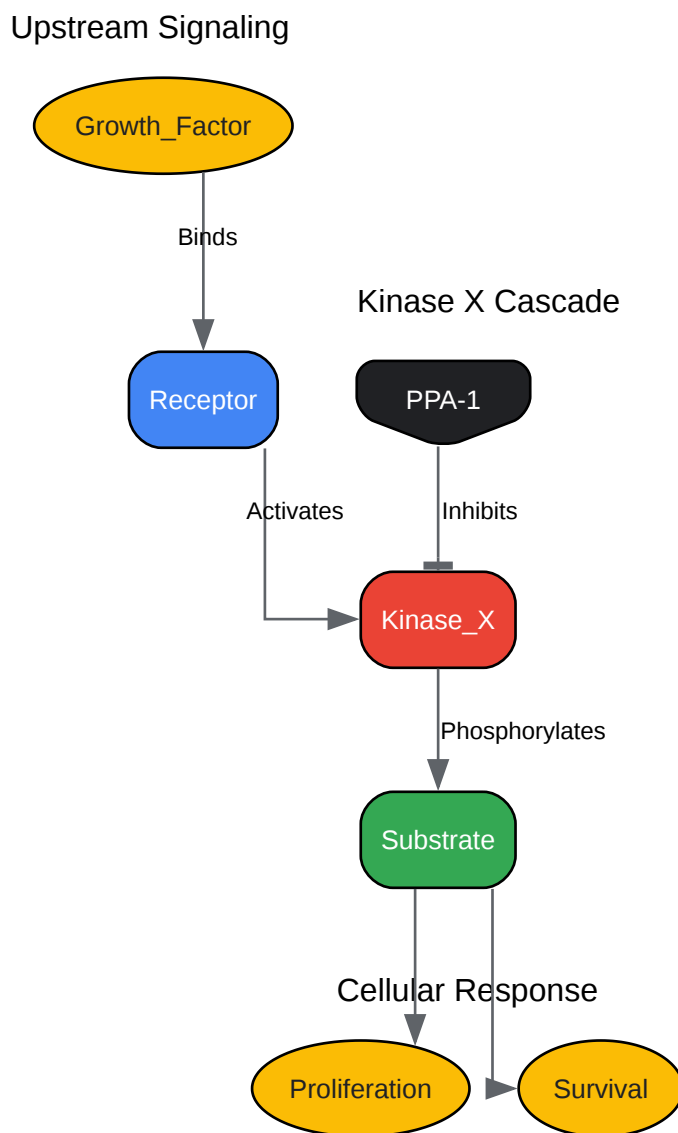 Upstream Signaling
Growth_Factor
Binds
Kinase X Cascade
Receptor
PPA-1
Activates
Inhibits
Kinase_X
Phosphorylates
Substrate
Cellular Response
Proliferation
Survival